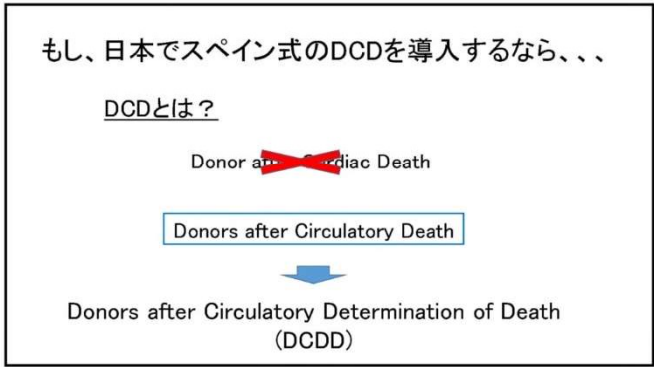 もし、日本でスペイン式のDCDを導入するなら、、、
DCDとは？
Donor after Cardiac Death
Donors after Circulatory Death
Donors after Circulatory Determination of Death
(DCDD)